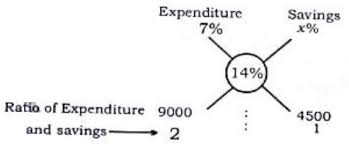 Expenditure Savings
7% x%
14%
Ratio of Expenditure 9000 4500
and savings 2 : 1